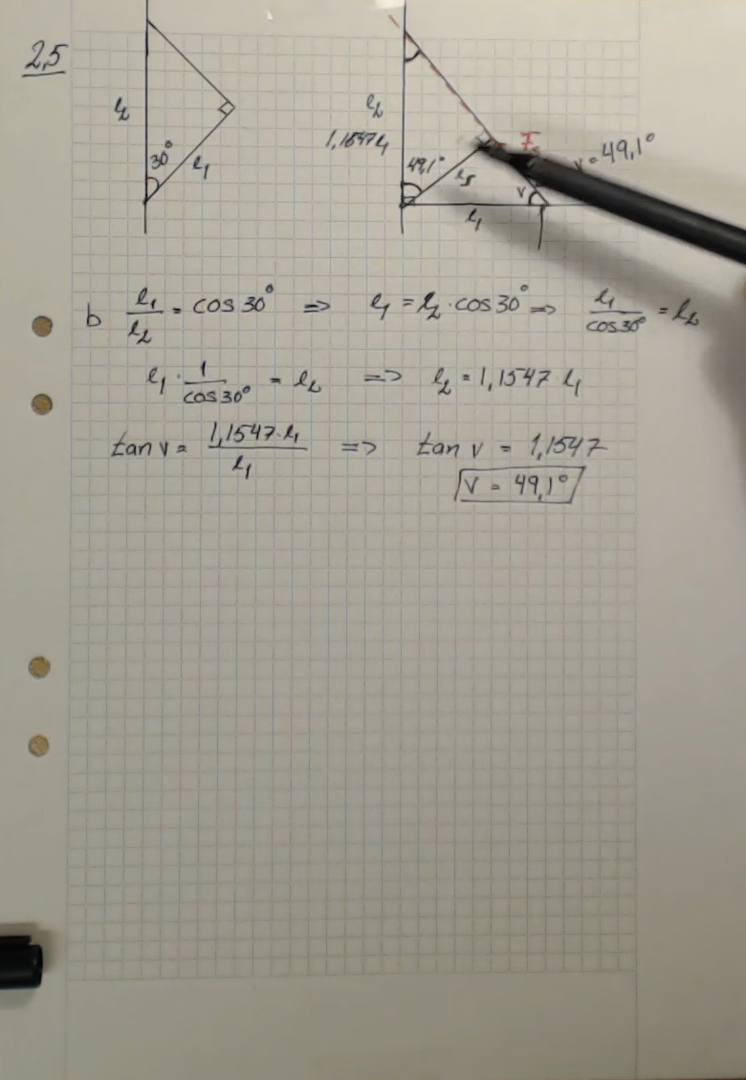 2,5
l₂
30°
l₁
l₂
1,1547 l₁
49,1°
l₅
v
l₁
v = 49,1°
b l₁/l₂ = cos 30° => l₁ = l₂ · cos 30° => l₁/cos 30° = l₂
l₁ · 1/cos 30° = l₂ => l₂ = 1,1547 · l₁
tan v = 1,1547 · l₁/l₁ => tan v = 1,1547
v = 49,1°